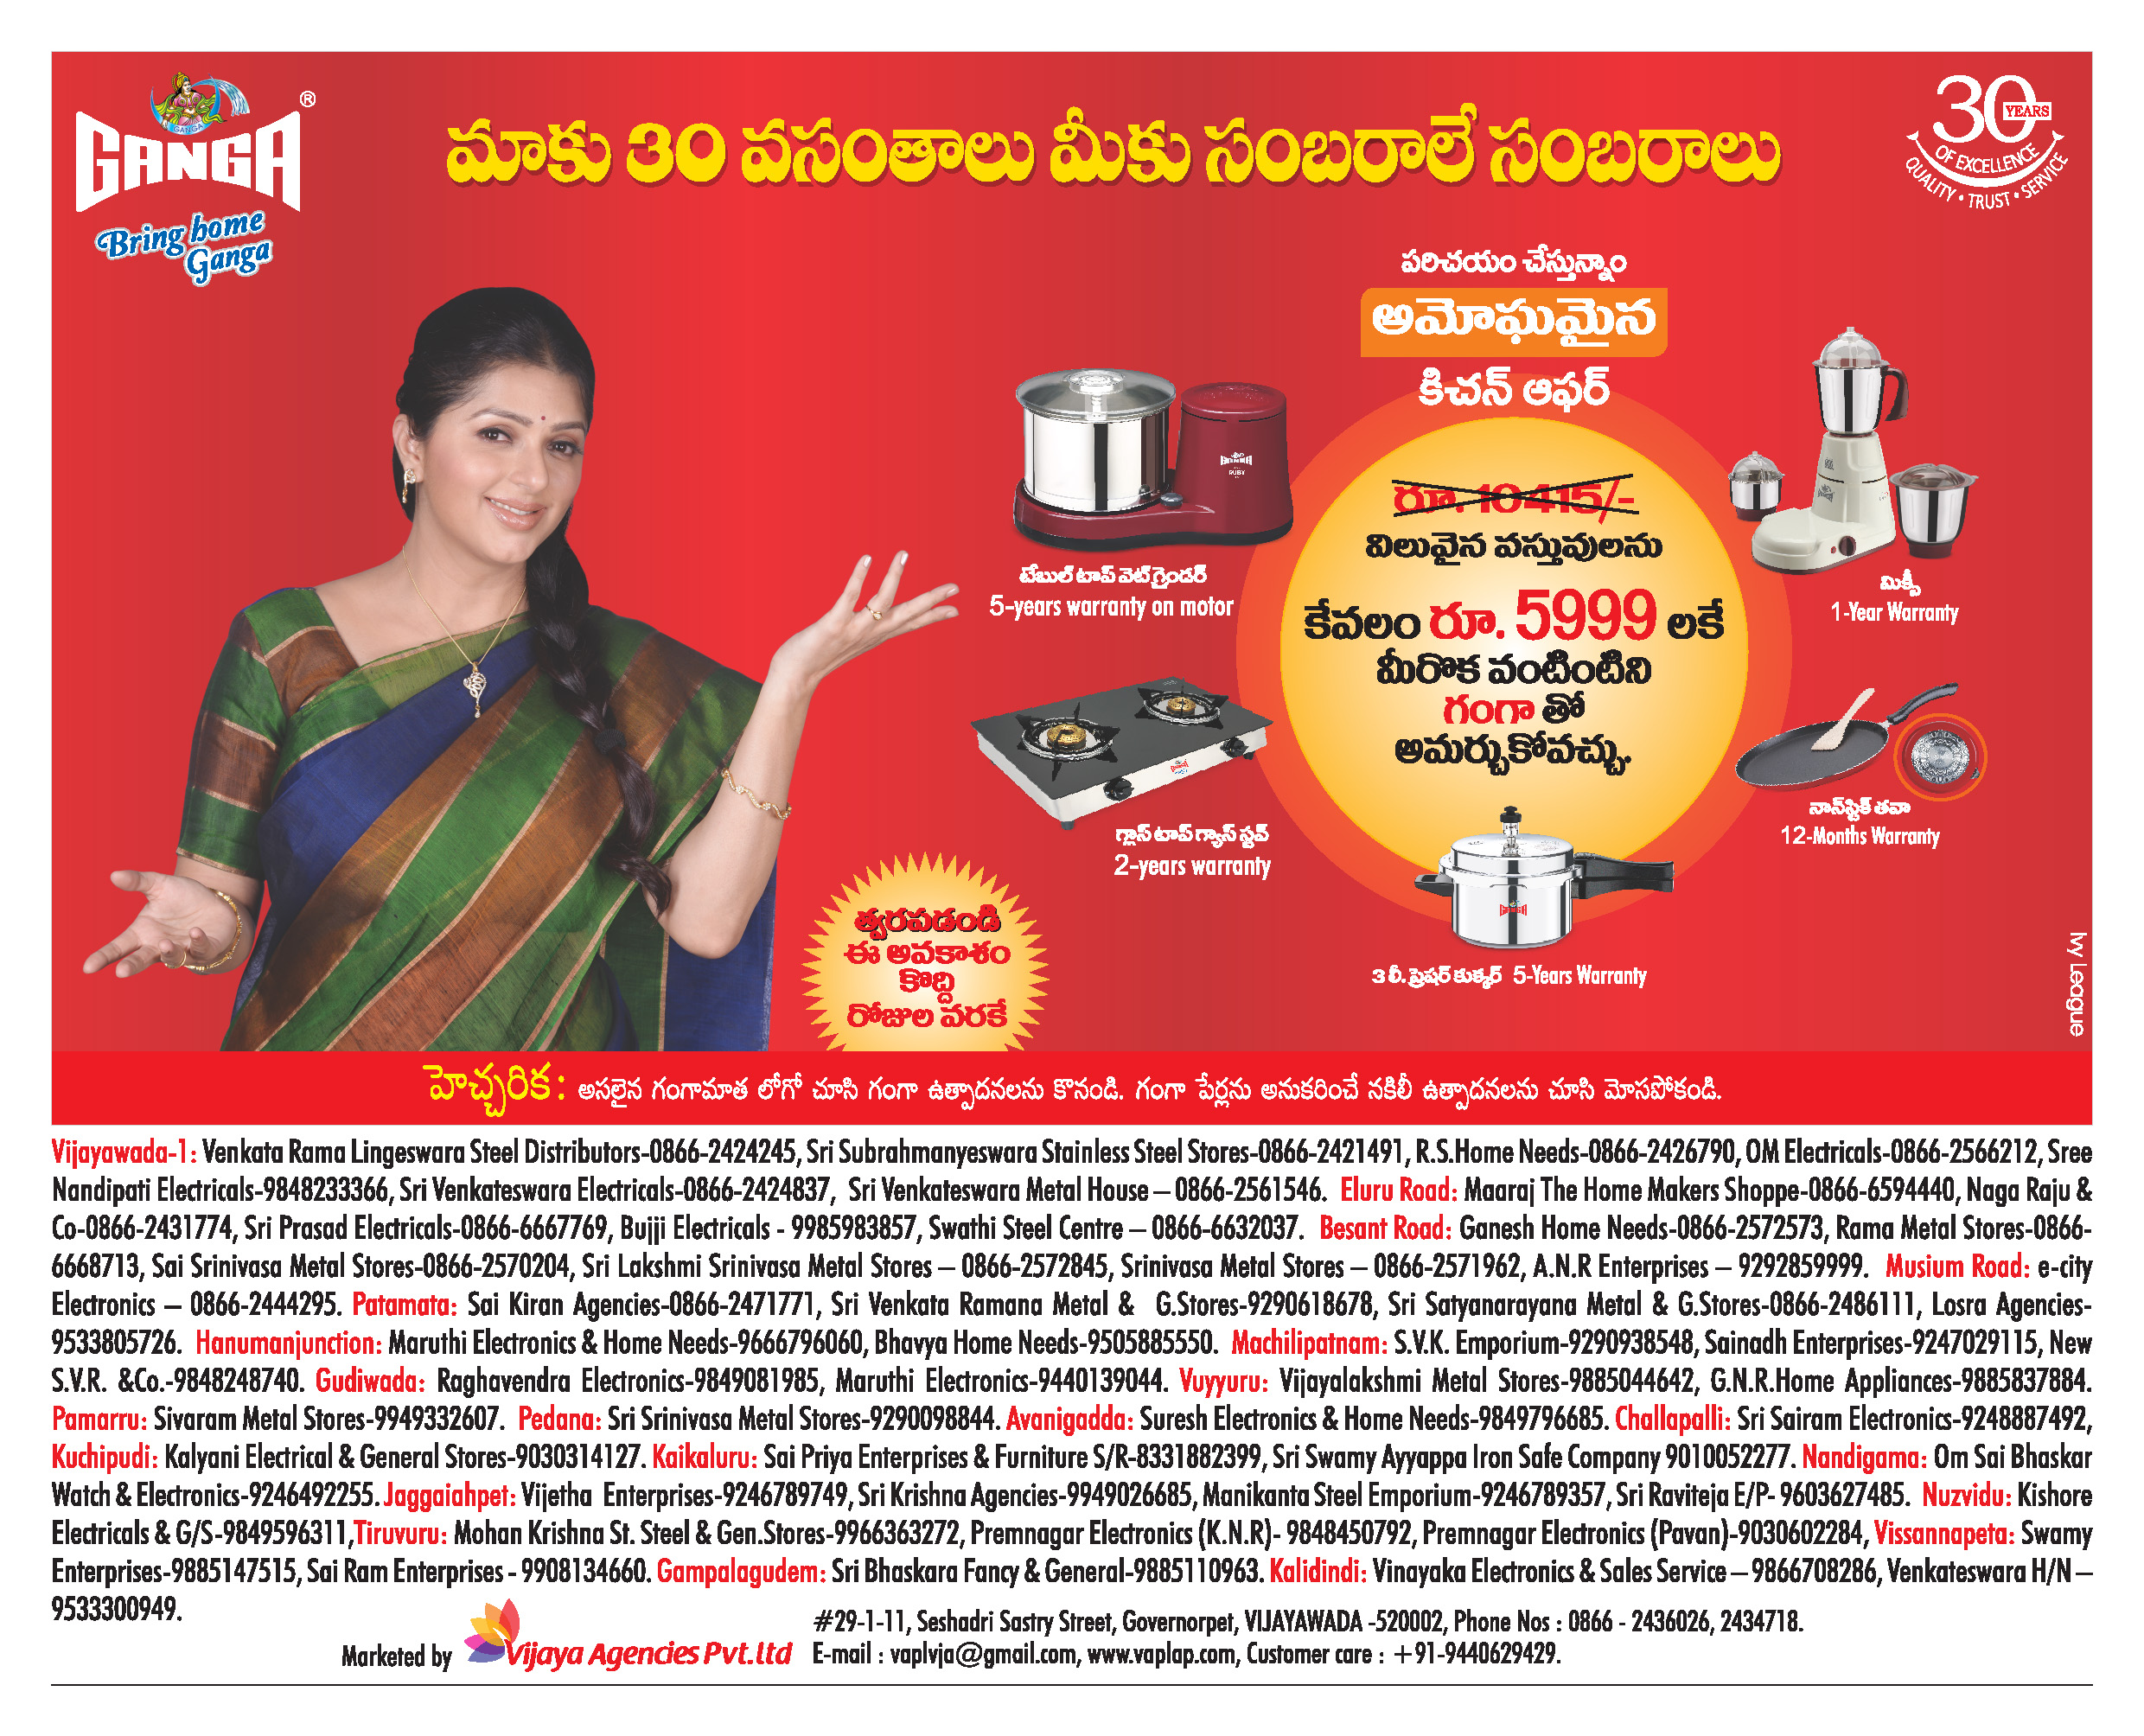 GANGA ®
GANGA
Bring home
Ganga
మాకు 30 వసంతాలు మీకు సంబరాలే సంబరాలు
30 YEARS
OF EXCELLENCE
QUALITY • TRUST • SERVICE
పరిచయం చేస్తున్నాం
అమోఘమైన
కిచన్ ఆఫర్
రూ. 10415/-
విలువైన వస్తువులను
కేవలం రూ. 5999 లకే
మీరొక వంటింటిని
గంగా తో
అమర్చుకోవచ్చు.
GANGA
RUBY
టేబుల్ టాప్ వెట్‌గ్రైండర్
5-years warranty on motor
మిక్సీ
1-Year Warranty
గ్లాస్ టాప్ గ్యాస్ స్టవ్
2-years warranty
నాన్‌స్టిక్ తవా
12-Months Warranty
GANGA
3 లీ. ప్రెషర్ కుక్కర్ 5-Years Warranty
త్వరపడండి
ఈ అవకాశం
కొద్ది
రోజుల వరకే
Ivy League
హెచ్చరిక: అసలైన గంగామాత లోగో చూసి గంగా ఉత్పాదనలను కొనండి. గంగా పేర్లను అనుకరించే నకిలీ ఉత్పాదనలను చూసి మోసపోకండి.
Vijayawada-1: Venkata Rama Lingeswara Steel Distributors-0866-2424245, Sri Subrahmanyeswara Stainless Steel Stores-0866-2421491, R.S.Home Needs-0866-2426790, OM Electricals-0866-2566212, Sree
Nandipati Electricals-9848233366, Sri Venkateswara Electricals-0866-2424837, Sri Venkateswara Metal House – 0866-2561546. Eluru Road: Maaraj The Home Makers Shoppe-0866-6594440, Naga Raju &
Co-0866-2431774, Sri Prasad Electricals-0866-6667769, Bujji Electricals - 9985983857, Swathi Steel Centre – 0866-6632037. Besant Road: Ganesh Home Needs-0866-2572573, Rama Metal Stores-0866-
6668713, Sai Srinivasa Metal Stores-0866-2570204, Sri Lakshmi Srinivasa Metal Stores – 0866-2572845, Srinivasa Metal Stores – 0866-2571962, A.N.R Enterprises – 9292859999. Musium Road: e-city
Electronics – 0866-2444295. Patamata: Sai Kiran Agencies-0866-2471771, Sri Venkata Ramana Metal & G.Stores-9290618678, Sri Satyanarayana Metal & G.Stores-0866-2486111, Losra Agencies-
9533805726. Hanumanjunction: Maruthi Electronics & Home Needs-9666796060, Bhavya Home Needs-9505885550. Machilipatnam: S.V.K. Emporium-9290938548, Sainadh Enterprises-9247029115, New
S.V.R. &Co.-9848248740. Gudiwada: Raghavendra Electronics-9849081985, Maruthi Electronics-9440139044. Vuyyuru: Vijayalakshmi Metal Stores-9885044642, G.N.R.Home Appliances-9885837884.
Pamarru: Sivaram Metal Stores-9949332607. Pedana: Sri Srinivasa Metal Stores-9290098844. Avanigadda: Suresh Electronics & Home Needs-9849796685. Challapalli: Sri Sairam Electronics-9248887492,
Kuchipudi: Kalyani Electrical & General Stores-9030314127. Kaikaluru: Sai Priya Enterprises & Furniture S/R-8331882399, Sri Swamy Ayyappa Iron Safe Company 9010052277. Nandigama: Om Sai Bhaskar
Watch & Electronics-9246492255. Jaggaiahpet: Vijetha Enterprises-9246789749, Sri Krishna Agencies-9949026685, Manikanta Steel Emporium-9246789357, Sri Raviteja E/P- 9603627485. Nuzvidu: Kishore
Electricals & G/S-9849596311,Tiruvuru: Mohan Krishna St. Steel & Gen.Stores-9966363272, Premnagar Electronics (K.N.R)- 9848450792, Premnagar Electronics (Pavan)-9030602284, Vissannapeta: Swamy
Enterprises-9885147515, Sai Ram Enterprises - 9908134660. Gampalagudem: Sri Bhaskara Fancy & General-9885110963. Kalidindi: Vinayaka Electronics & Sales Service – 9866708286, Venkateswara H/N –
9533300949.
Marketed by Vijaya Agencies Pvt.Ltd
#29-1-11, Seshadri Sastry Street, Governorpet, VIJAYAWADA -520002, Phone Nos : 0866 - 2436026, 2434718.
E-mail : vaplvja@gmail.com, www.vaplap.com, Customer care : +91-9440629429.